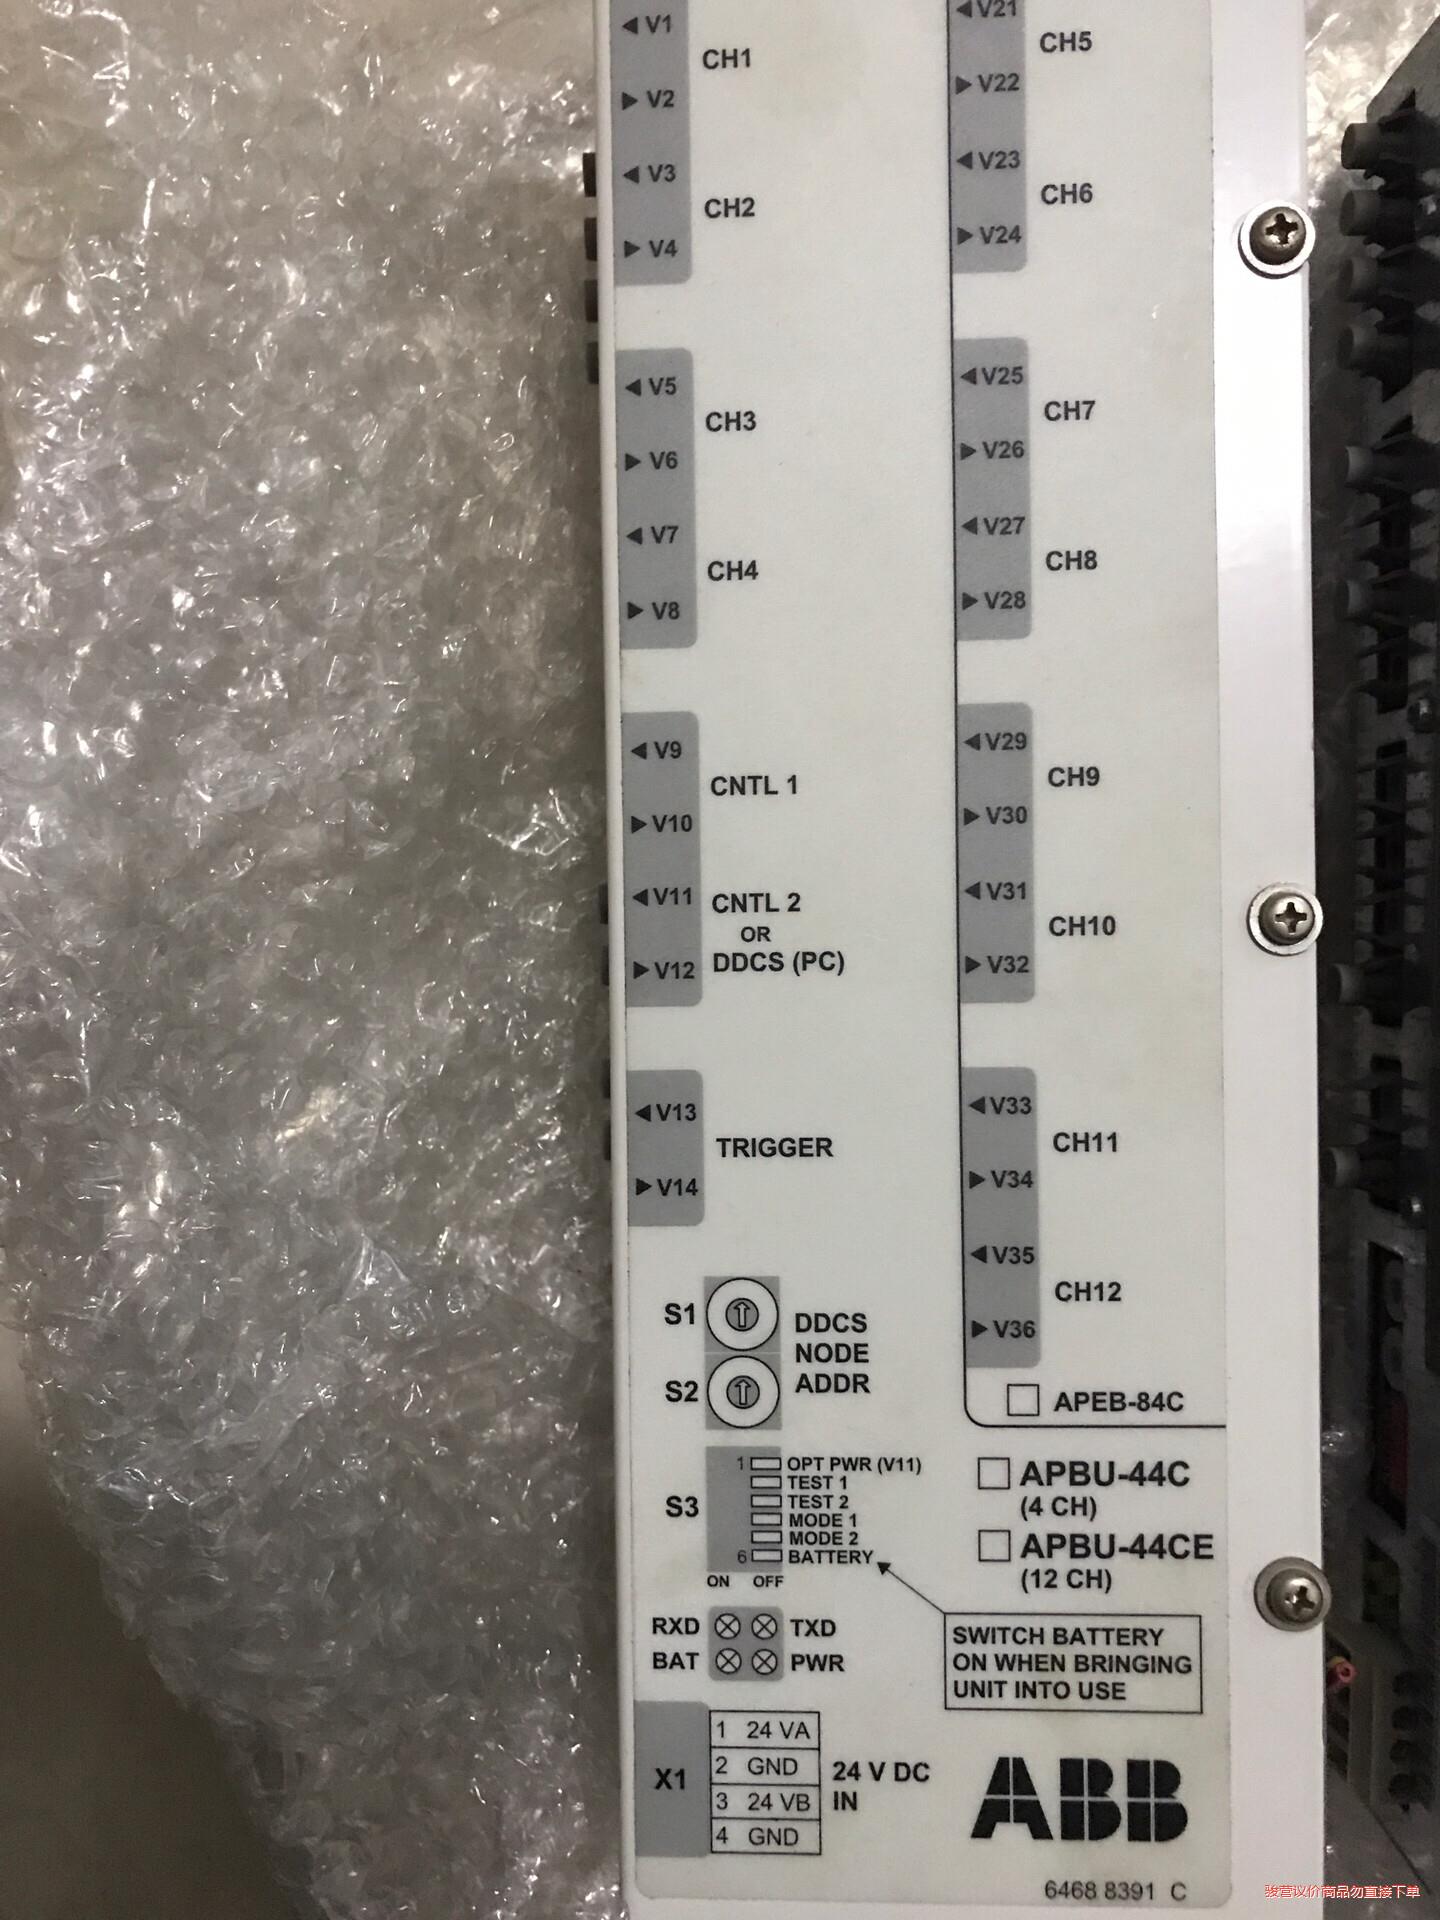 ◄ V1
CH1
► V2
◄ V3
CH2
► V4
◄ V5
CH3
► V6
◄ V7
CH4
► V8
◄ V9
CNTL 1
► V10
◄ V11
CNTL 2
OR
DDCS (PC)
► V12
◄ V13
TRIGGER
► V14
S1
S2
DDCS
NODE
ADDR
S3
1 OPT PWR (V11)
TEST 1
TEST 2
MODE 1
MODE 2
6 BATTERY
ON OFF
RXD TXD
BAT PWR
X1
1 24 VA
2 GND
3 24 VB
4 GND
24 V DC
IN
◄ V21
CH5
► V22
◄ V23
CH6
► V24
◄ V25
CH7
► V26
◄ V27
CH8
► V28
◄ V29
CH9
► V30
◄ V31
CH10
► V32
◄ V33
CH11
► V34
◄ V35
CH12
► V36
APEB-84C
APBU-44C
(4 CH)
APBU-44CE
(12 CH)
SWITCH BATTERY
ON WHEN BRINGING
UNIT INTO USE
ABB
6468 8391 C
骏营议价商品勿直接下单